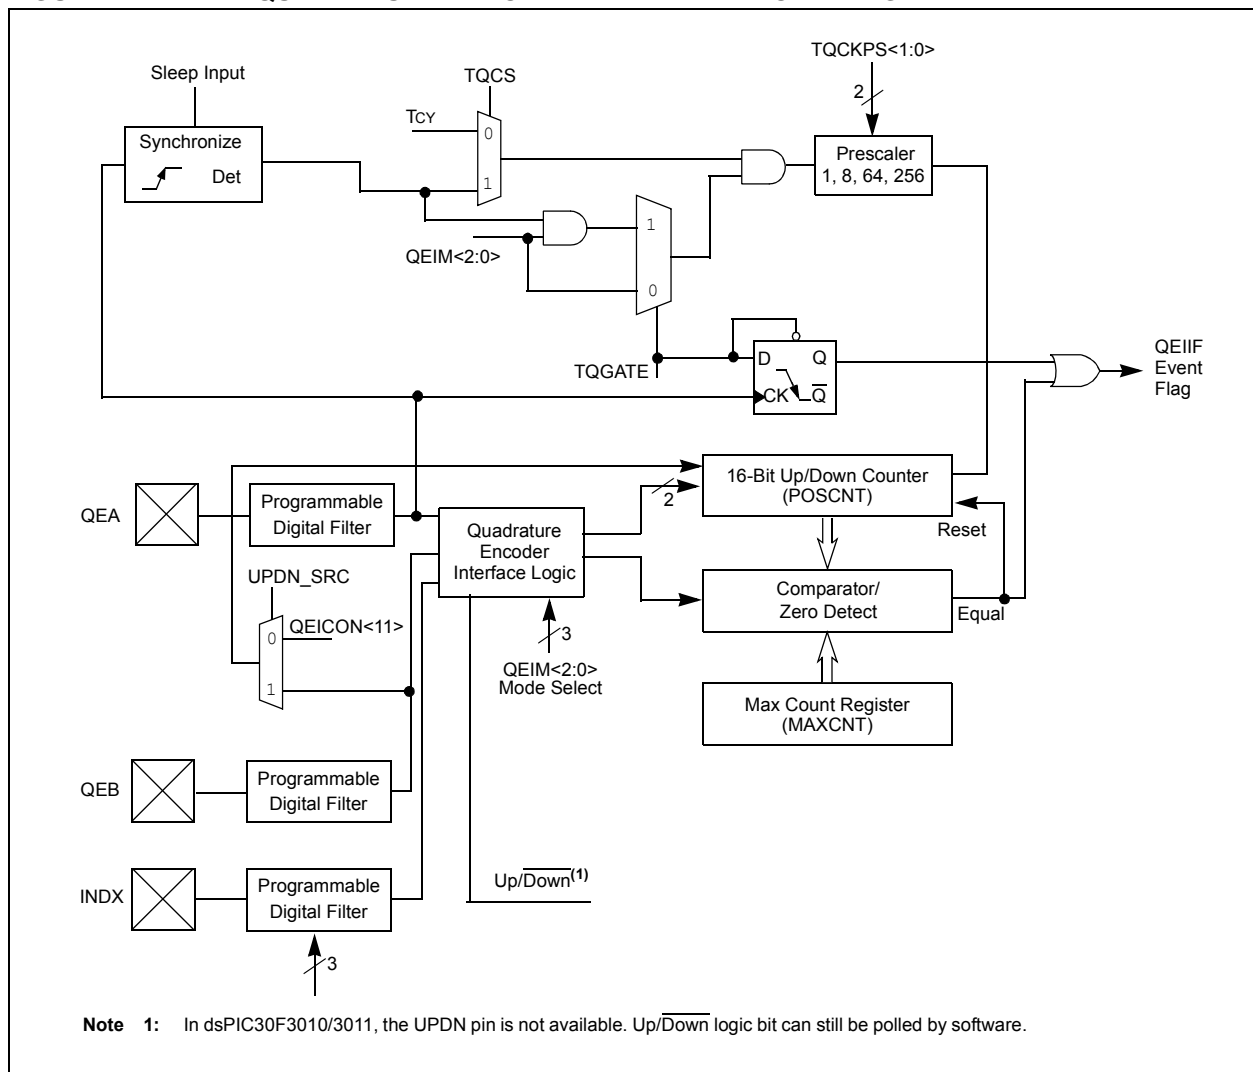 TQCKPS<1:0>
Sleep Input
TQCS
2
TCY
0
Synchronize
Det
1
Prescaler
1, 8, 64, 256
1
QEIM<2:0>
0
D Q
CK Q̅
TQGATE
QEIIF
Event
Flag
16-Bit Up/Down Counter
(POSCNT)
2
Reset
QEA
Programmable
Digital Filter
Quadrature
Encoder
Interface Logic
UPDN_SRC
0
QEICON<11>
1
Comparator/
Zero Detect
Equal
3
QEIM<2:0>
Mode Select
Max Count Register
(MAXCNT)
QEB
Programmable
Digital Filter
INDX
Programmable
Digital Filter
Up/Down(1)
3
Note 1: In dsPIC30F3010/3011, the UPDN pin is not available. Up/Down logic bit can still be polled by software.